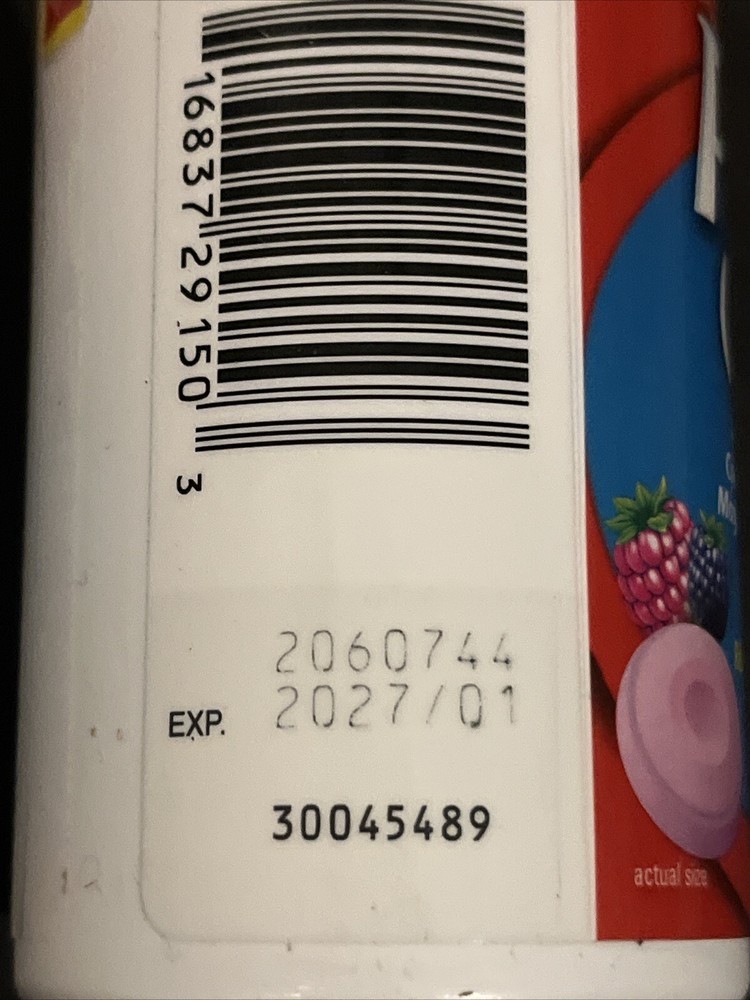 16837 29150 3
2060744
EXP. 2027/01
30045489
actual size